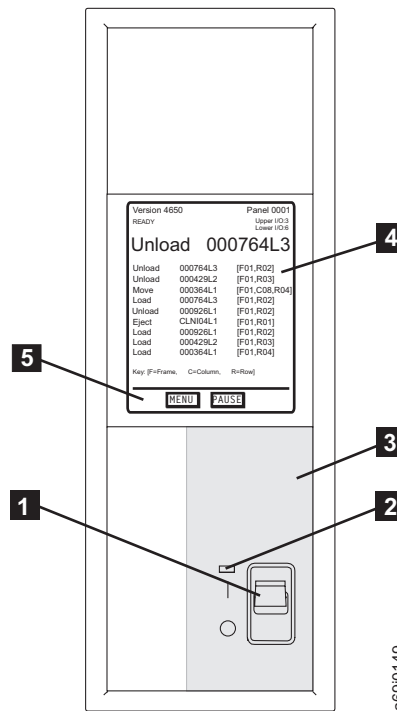 Version 4650 Panel 0001
READY Upper I/O:3
Lower I/O:6
Unload 000764L3
Unload 000764L3 [F01,R02]
Unload 000429L2 [F01,R03]
Move 000364L1 [F01,C08,R04]
Load 000764L3 [F01,R02]
Unload 000926L1 [F01,R02]
Eject CLNI04L1 [F01,R01]
Load 000926L1 [F01,R02]
Load 000429L2 [F01,R03]
Load 000364L1 [F01,R04]
Key: [F=Frame, C=Column, R=Row]
MENU PAUSE
4
5
3
1
2